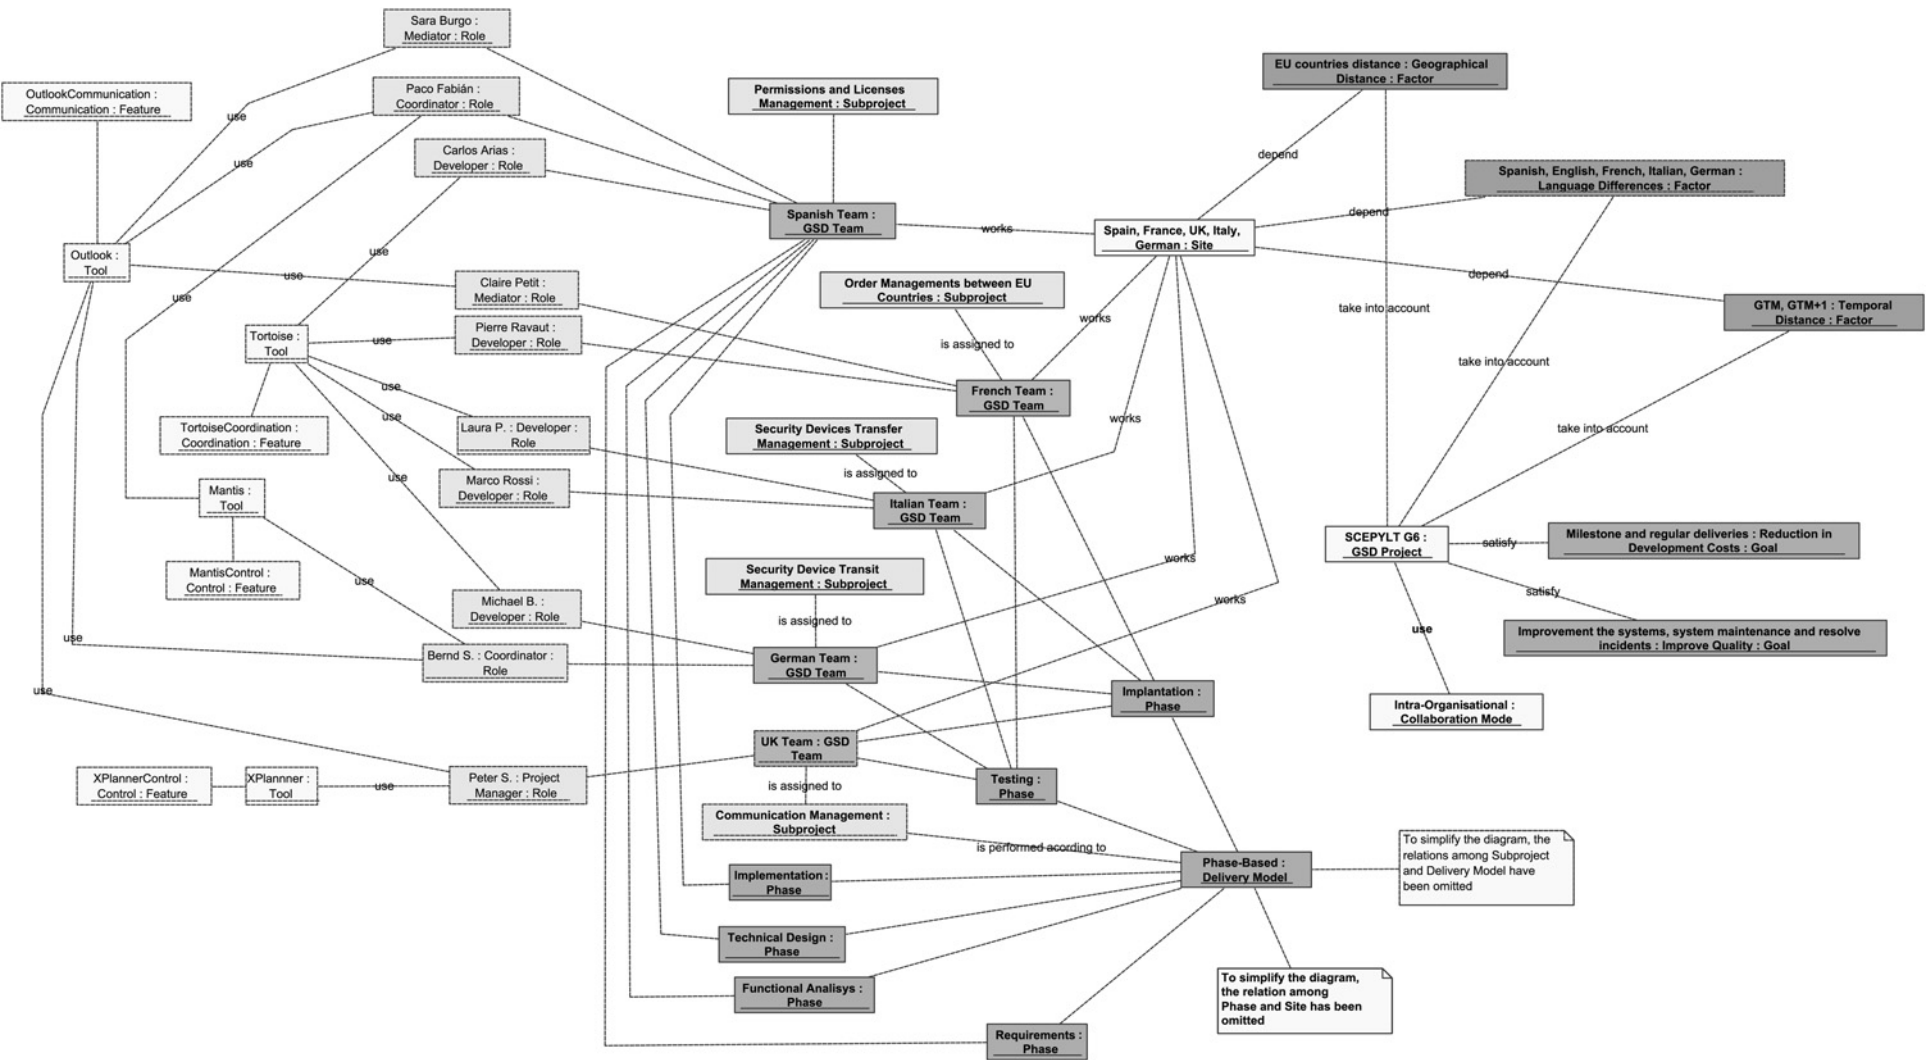 Sara Burgo :
Mediator : Role
OutlookCommunication :
Communication : Feature
Paco Fabián :
Coordinator : Role
Permissions and Licenses
Management : Subproject
EU countries distance : Geographical
Distance : Factor
use
use
Carlos Arias :
Developer : Role
depend
Spanish, English, French, Italian, German :
Language Differences : Factor
Spanish Team :
GSD Team
works
Spain, France, UK, Italy,
German : Site
depend
Outlook :
Tool
use
use
use
Claire Petit :
Mediator : Role
Order Managements between EU
Countries : Subproject
depend
take into account
GTM, GTM+1 : Temporal
Distance : Factor
Tortoise :
Tool
use
Pierre Ravaut :
Developer : Role
works
is assigned to
take into account
use
French Team :
GSD Team
TortoiseCoordination :
Coordination : Feature
use
Laura P. : Developer :
Role
Security Devices Transfer
Management : Subproject
works
take into account
is assigned to
use
Mantis :
Tool
Marco Rossi :
Developer : Role
Italian Team :
GSD Team
SCEPYLT G6 :
GSD Project
satisfy
Milestone and regular deliveries : Reduction in
Development Costs : Goal
MantisControl :
Control : Feature
use
Security Device Transit
Management : Subproject
works
satisfy
Michael B. :
Developer : Role
works
is assigned to
use
use
Improvement the systems, system maintenance and resolve
incidents : Improve Quality : Goal
Bernd S. : Coordinator :
Role
German Team :
GSD Team
use
Implantation :
Phase
Intra-Organisational :
Collaboration Mode
UK Team : GSD
Team
XPlannerControl :
Control : Feature
XPlannner :
Tool
use
Peter S. : Project
Manager : Role
Testing :
Phase
is assigned to
Communication Management :
Subproject
is performed acording to
To simplify the diagram, the
relations among Subproject
and Delivery Model have
been omitted
Phase-Based :
Delivery Model
Implementation :
Phase
Technical Design :
Phase
Functional Analisys :
Phase
To simplify the diagram,
the relation among
Phase and Site has been
omitted
Requirements :
Phase